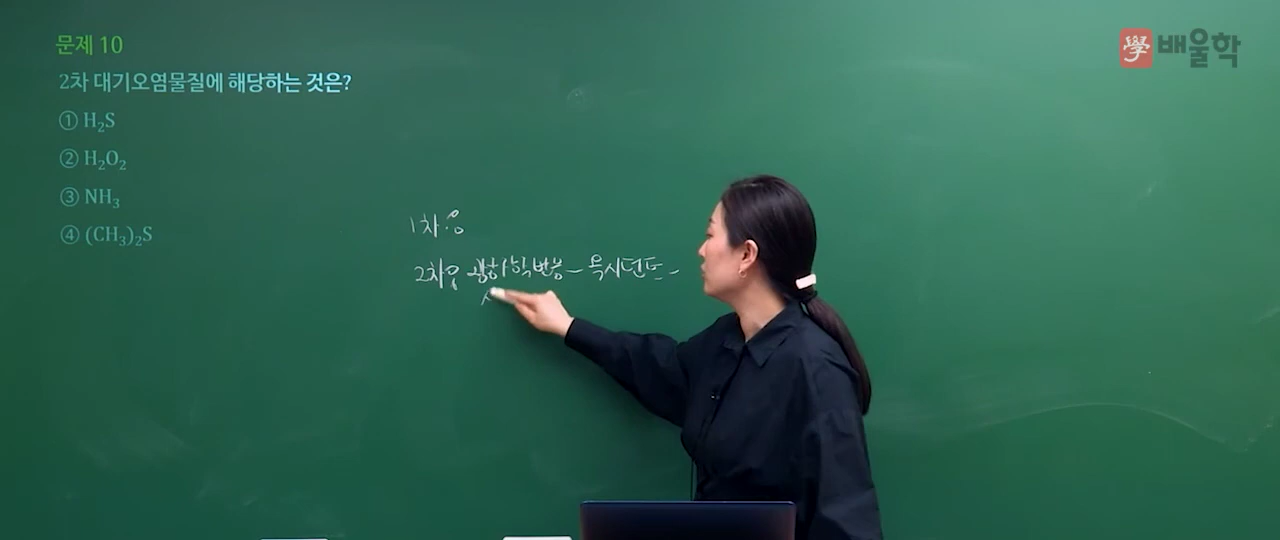 문제 10
學 배울학
2차 대기오염물질에 해당하는 것은?
① H₂S
② H₂O₂
③ NH₃
④ (CH₃)₂S
1차
2차 광화학반응 - 옥시던트 -